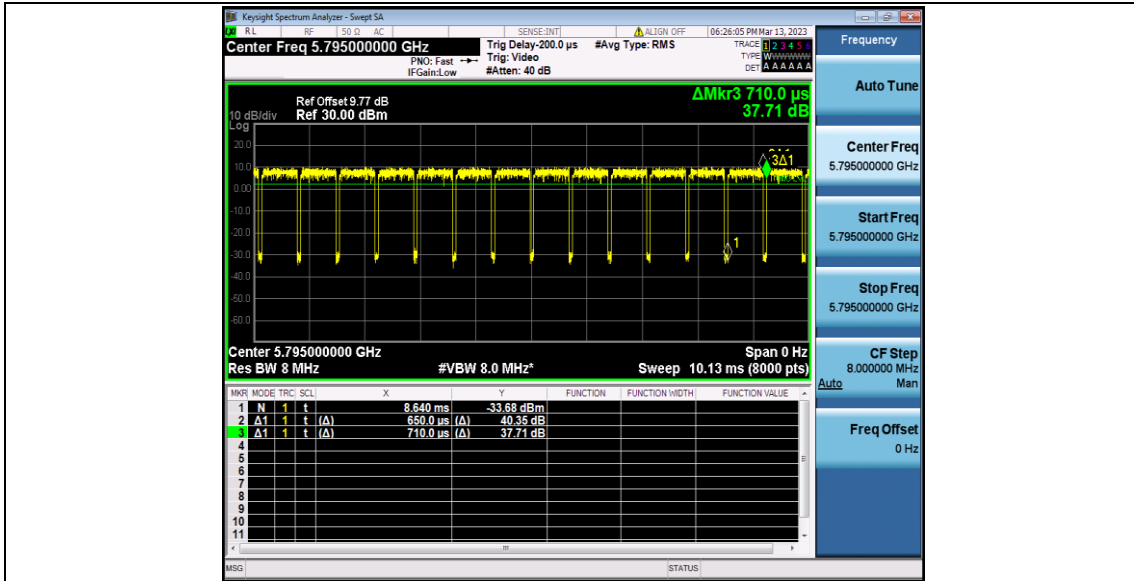 Keysight Spectrum Analyzer - Swept SA
RL RF 50 Ω AC SENSE:INT ALIGN OFF 06:26:05 PM Mar 13, 2023
Center Freq 5.795000000 GHz
Trig Delay-200.0 µs #Avg Type: RMS
TRACE 1 2 3 4 5 6
PNO: Fast Trig: Video
TYPE
IFGain:Low #Atten: 40 dB
DET A A A A A A
Frequency
Auto Tune
Center Freq
5.795000000 GHz
Start Freq
5.795000000 GHz
Stop Freq
5.795000000 GHz
CF Step
8.000000 MHz
Auto Man
Freq Offset
0 Hz
ΔMkr3 710.0 µs
37.71 dB
Ref Offset 9.77 dB
10 dB/div Ref 30.00 dBm
Log
20.0
10.0
0.00
-10.0
-20.0
-30.0
-40.0
-50.0
-60.0
3Δ1
1
Center 5.795000000 GHz Span 0 Hz
Res BW 8 MHz #VBW 8.0 MHz* Sweep 10.13 ms (8000 pts)
MKR MODE TRC SCL X Y FUNCTION FUNCTION WIDTH FUNCTION VALUE
1 N 1 t 8.640 ms -33.68 dBm
2 Δ1 1 t (Δ) 650.0 µs (Δ) 40.35 dB
3 Δ1 1 t (Δ) 710.0 µs (Δ) 37.71 dB
4
5
6
7
8
9
10
11
MSG STATUS